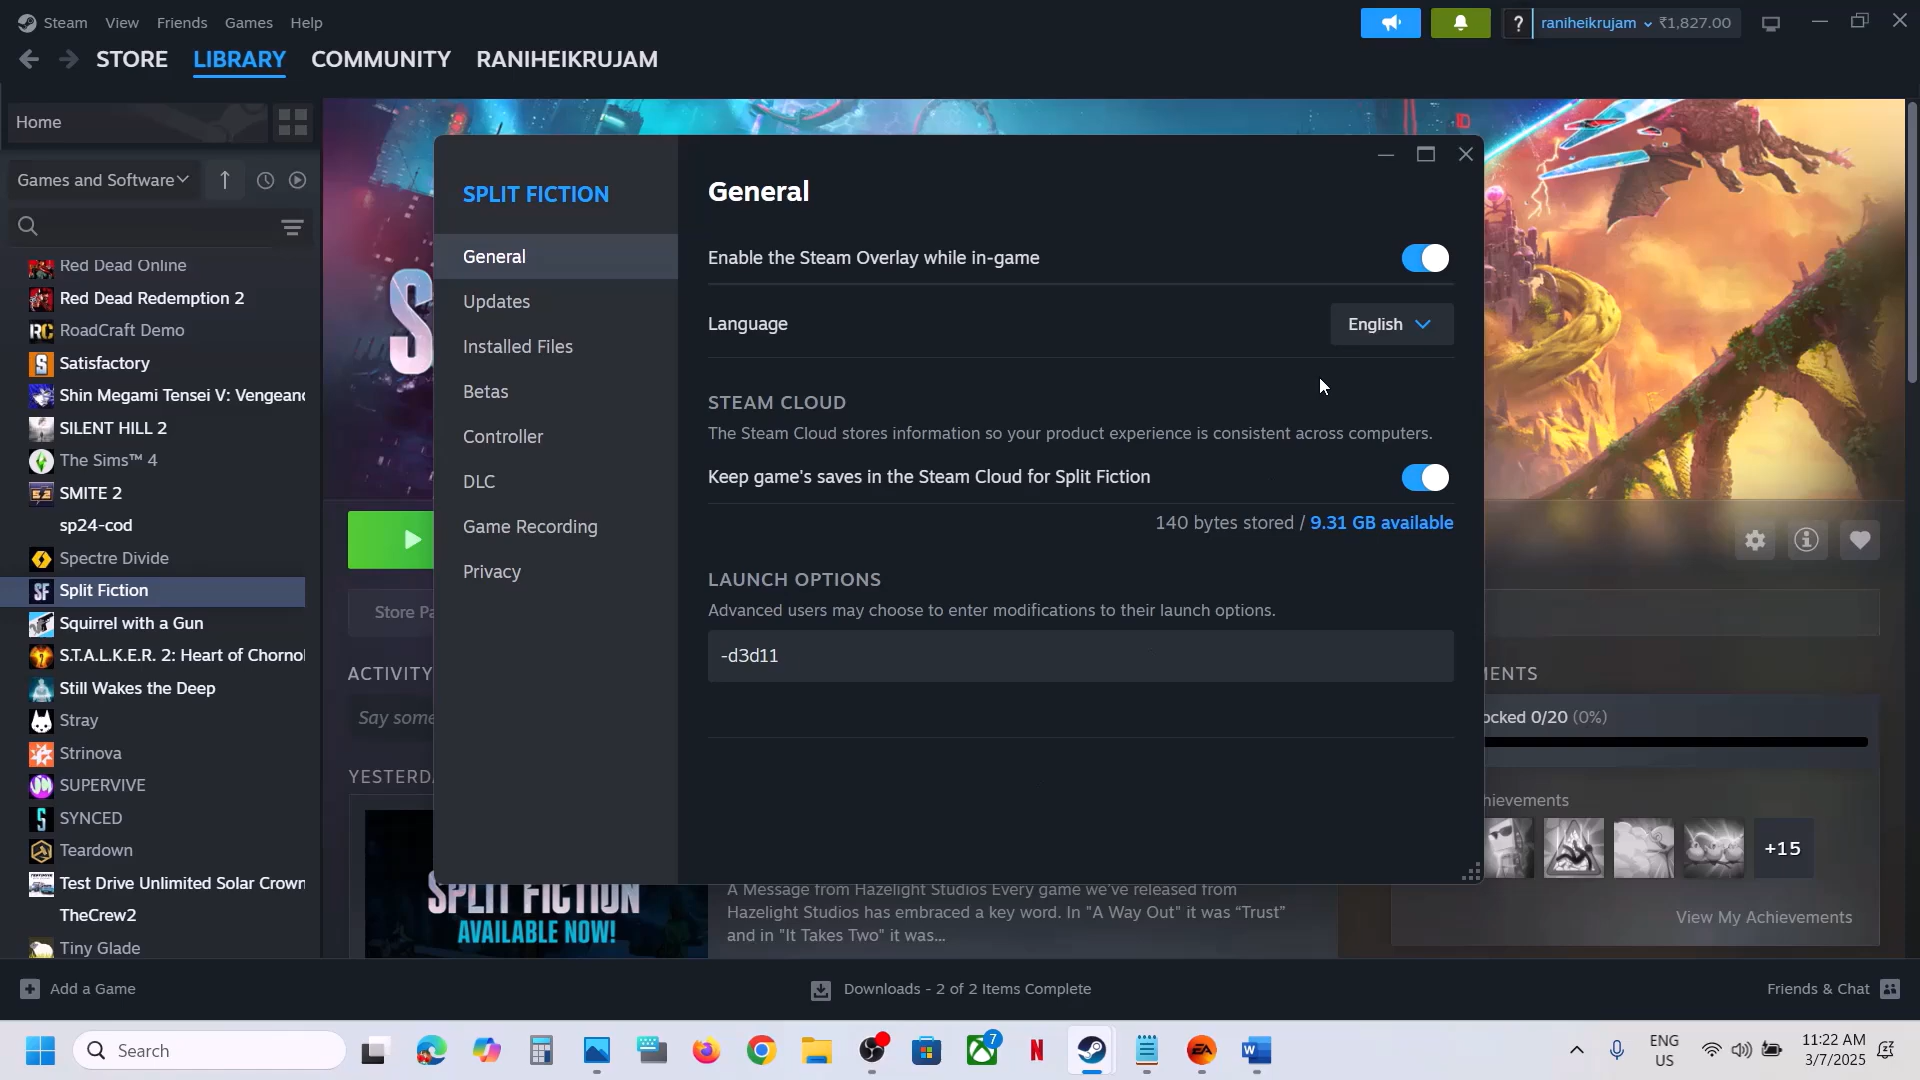 Steam View Friends Games Help
? raniheikrujam ₹1,827.00
STORE LIBRARY COMMUNITY RANIHEIKRUJAM
Home
Games and Software
Red Dead Online
Red Dead Redemption 2
RoadCraft Demo
Satisfactory
Shin Megami Tensei V: Vengeanc
SILENT HILL 2
The Sims™ 4
SMITE 2
sp24-cod
Spectre Divide
Split Fiction
Squirrel with a Gun
S.T.A.L.K.E.R. 2: Heart of Chornol
Still Wakes the Deep
Stray
Strinova
SUPERVIVE
SYNCED
Teardown
Test Drive Unlimited Solar Crown
TheCrew2
Tiny Glade
SPLIT FICTION
General
Updates
Installed Files
Betas
Controller
DLC
Game Recording
Privacy
General
Enable the Steam Overlay while in-game
Language English
STEAM CLOUD
The Steam Cloud stores information so your product experience is consistent across computers.
Keep game's saves in the Steam Cloud for Split Fiction
140 bytes stored / 9.31 GB available
LAUNCH OPTIONS
Advanced users may choose to enter modifications to their launch options.
-d3d11
S
Store Pa
ACTIVITY
Say some
YESTERDA
SPLIT FICTION
AVAILABLE NOW!
A Message from Hazelight Studios Every game we've released from
Hazelight Studios has embraced a key word. In "A Way Out" it was “Trust”
and in "It Takes Two" it was...
MENTS
ocked 0/20 (0%)
hievements
+15
View My Achievements
Add a Game
Downloads - 2 of 2 Items Complete
Friends & Chat
Search
7
ENG
US
11:22 AM
3/7/2025